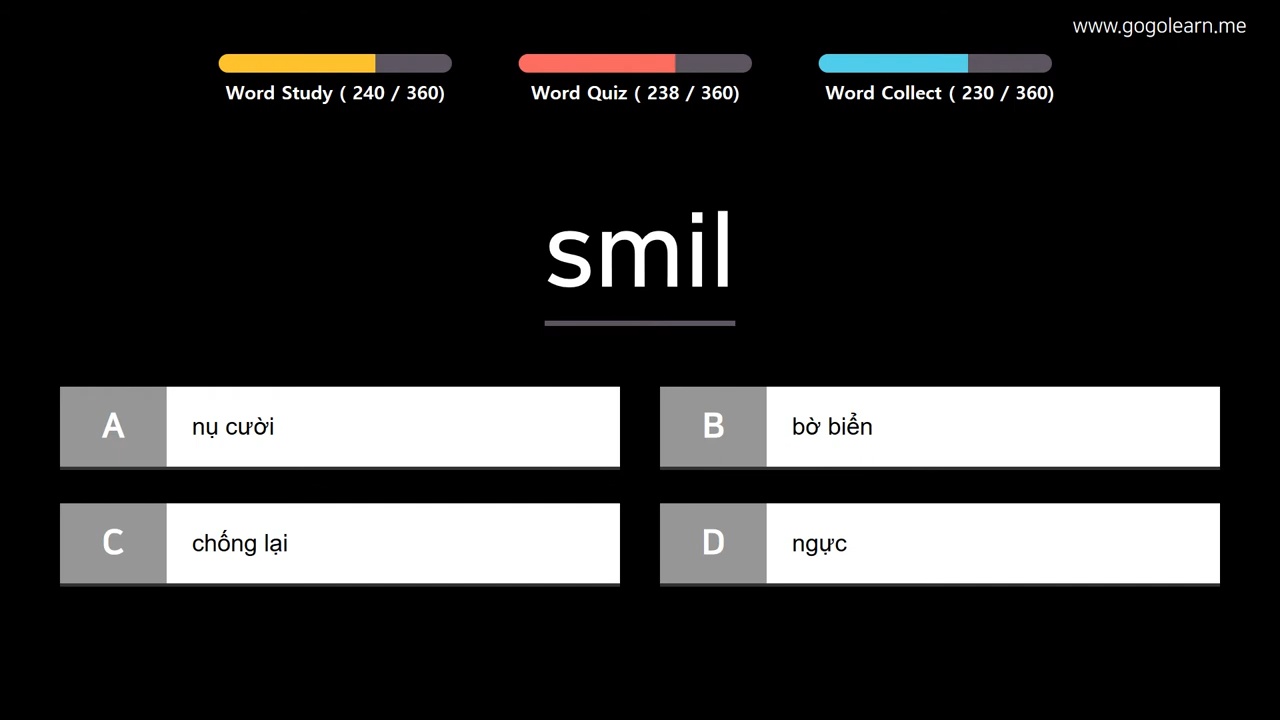 www.gogolearn.me
Word Study ( 240 / 360)
Word Quiz ( 238 / 360)
Word Collect ( 230 / 360)
smil
A nụ cười
B bờ biển
C chống lại
D ngực